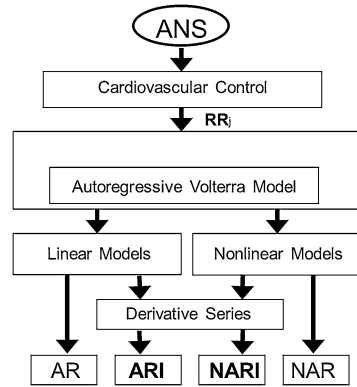 ANS
Cardiovascular Control
RRj
Autoregressive Volterra Model
Linear Models
Nonlinear Models
Derivative Series
AR
ARI
NARI
NAR